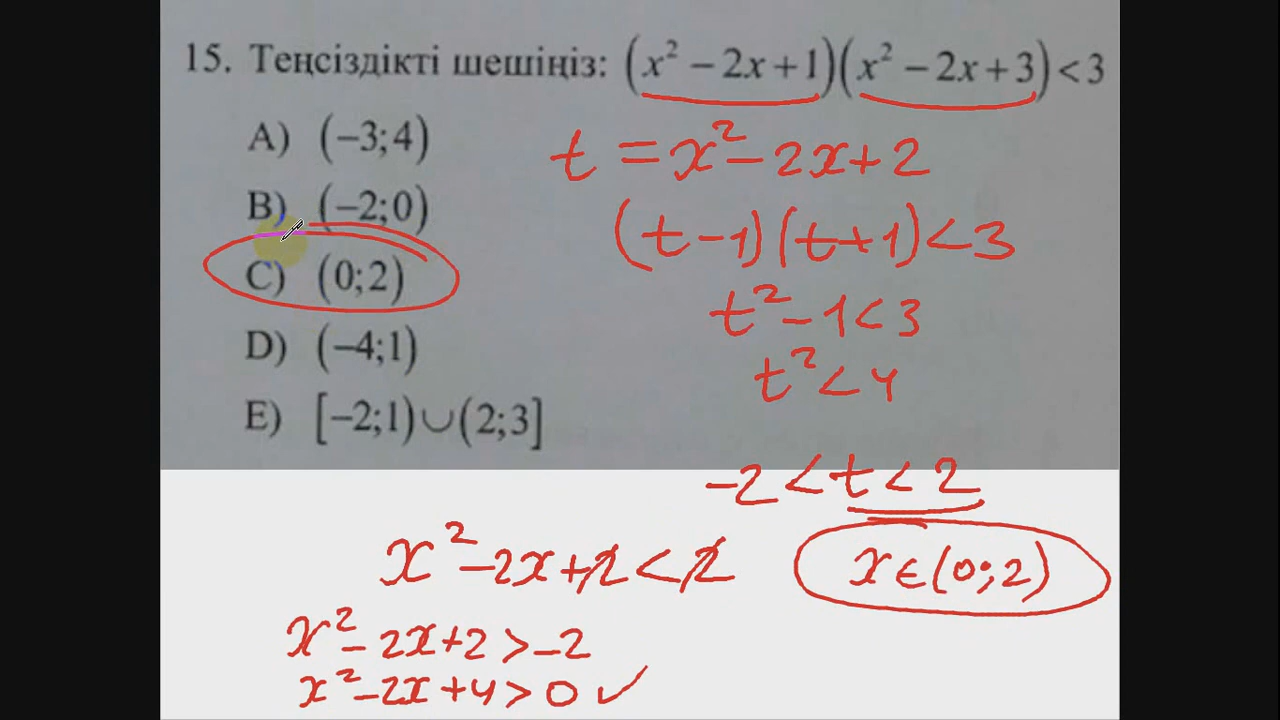 15. Теңсіздікті шешіңіз: (x² − 2x + 1)(x² − 2x + 3) < 3
A) (−3; 4)
B) (−2; 0)
C) (0; 2)
D) (−4; 1)
E) [−2; 1) ∪ (2; 3]
t = x² − 2x + 2
(t − 1)(t + 1) < 3
t² − 1 < 3
t² < 4
−2 < t < 2
x² − 2x + 2 < 2
x ∈ (0; 2)
x² − 2x + 2 > −2
x² − 2x + 4 > 0 ✓